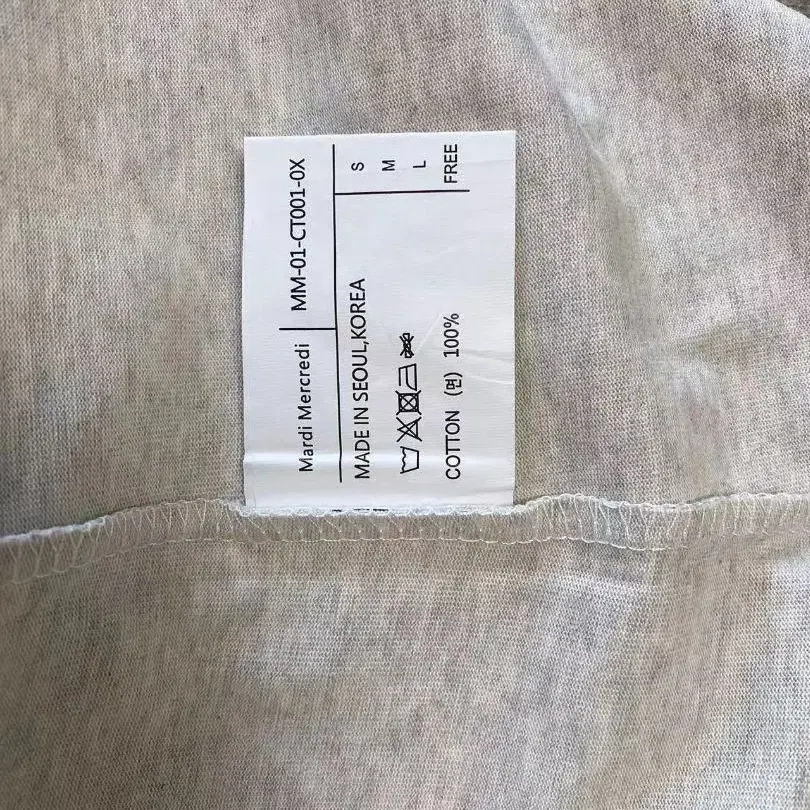 Mardi Mercredi MM-01-CT001-0X
MADE IN SEOUL,KOREA
S
M
L
FREE
COTTON (면) 100%